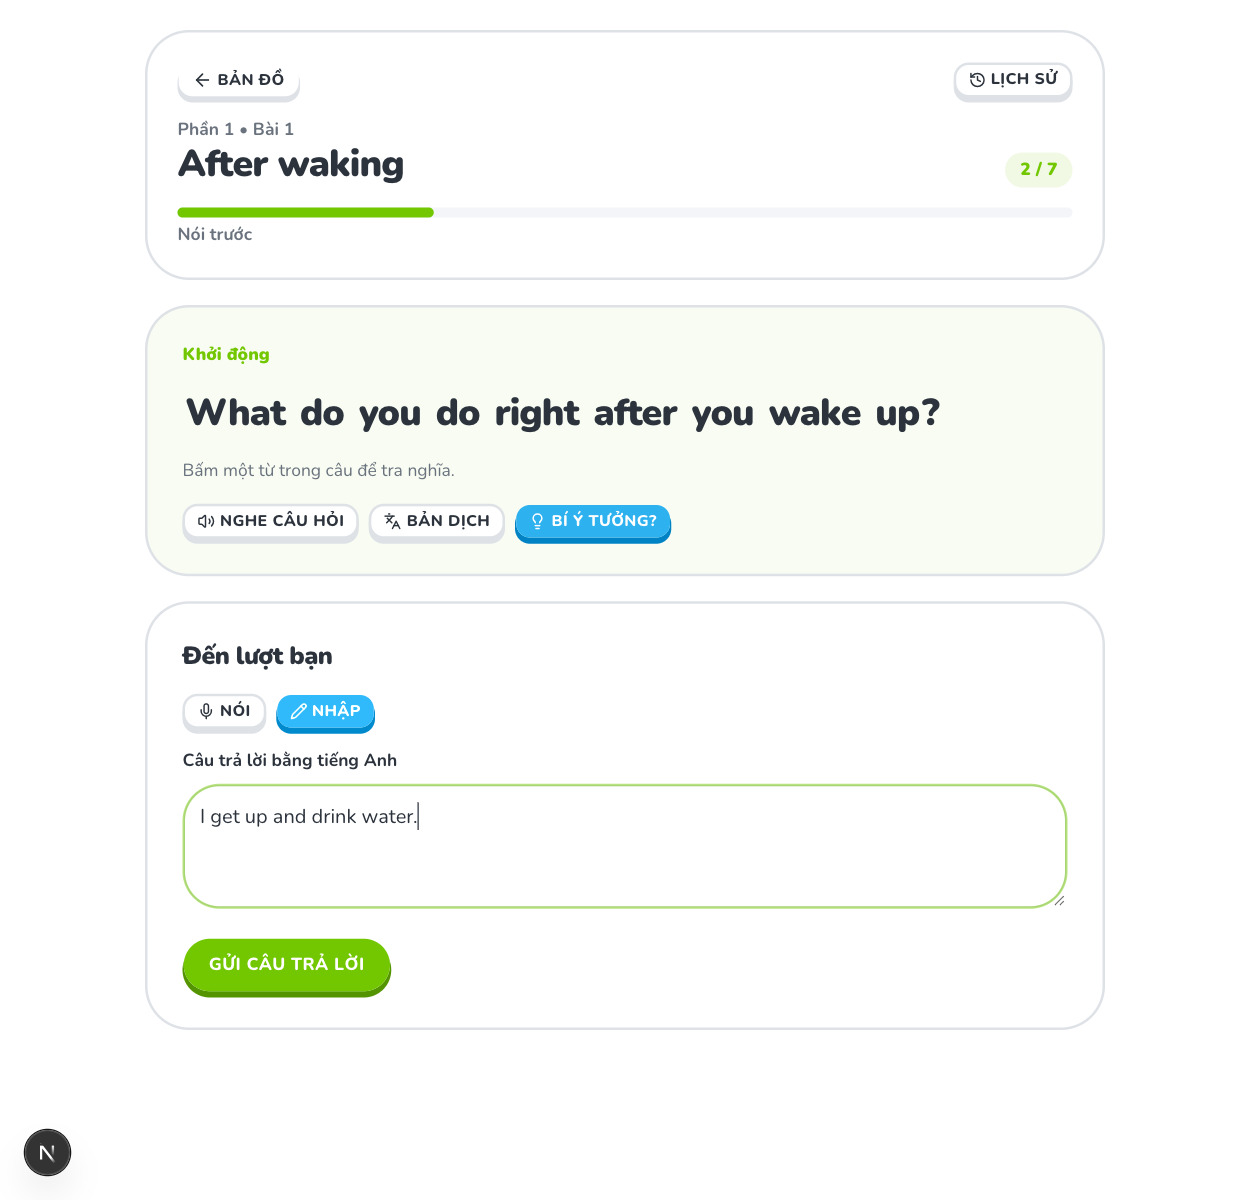 BẢN ĐỒ
LỊCH SỬ
Phần 1 • Bài 1
After waking
2 / 7
Nói trước
Khởi động
What do you do right after you wake up?
Bấm một từ trong câu để tra nghĩa.
NGHE CÂU HỎI
BẢN DỊCH
BÍ Ý TƯỞNG?
Đến lượt bạn
NÓI
NHẬP
Câu trả lời bằng tiếng Anh
I get up and drink water.
GỬI CÂU TRẢ LỜI
N